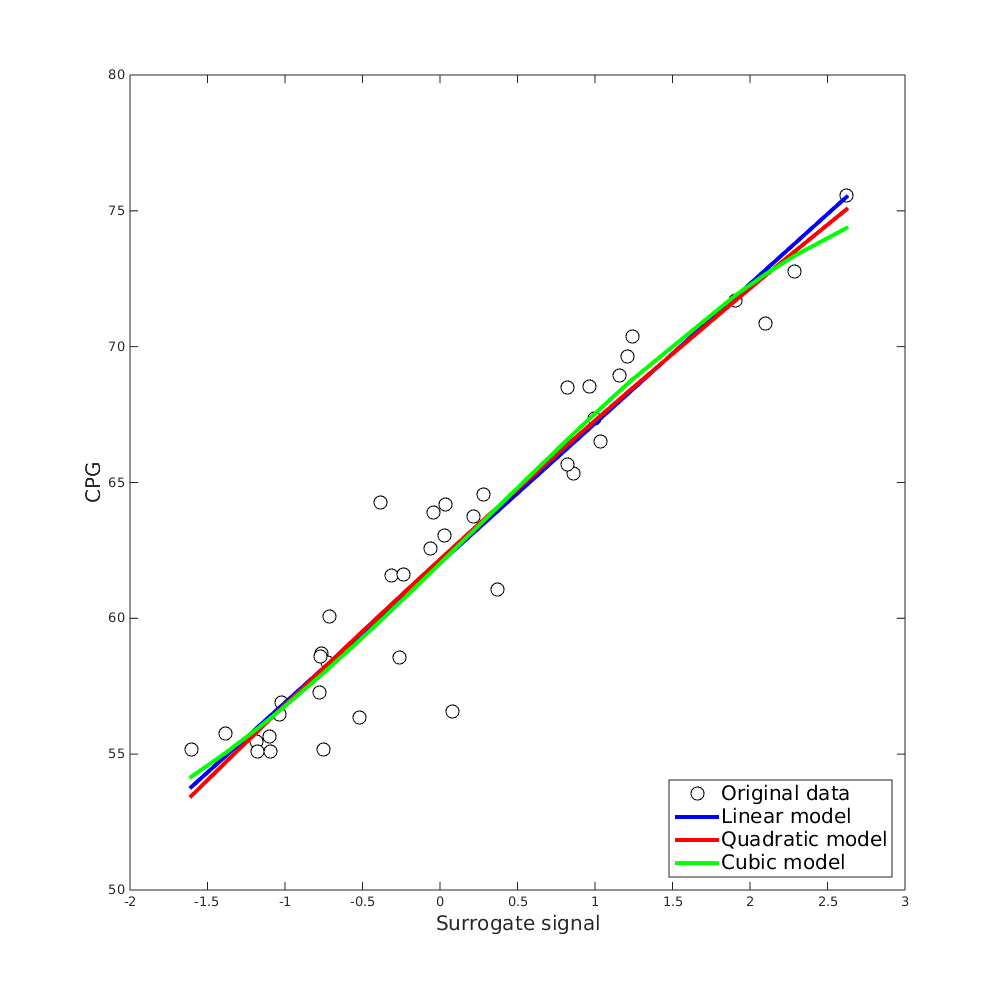 80
75
70
65
60
55
50
CPG
-2 -1.5 -1 -0.5 0 0.5 1 1.5 2 2.5 3
Surrogate signal
Original data
Linear model
Quadratic model
Cubic model